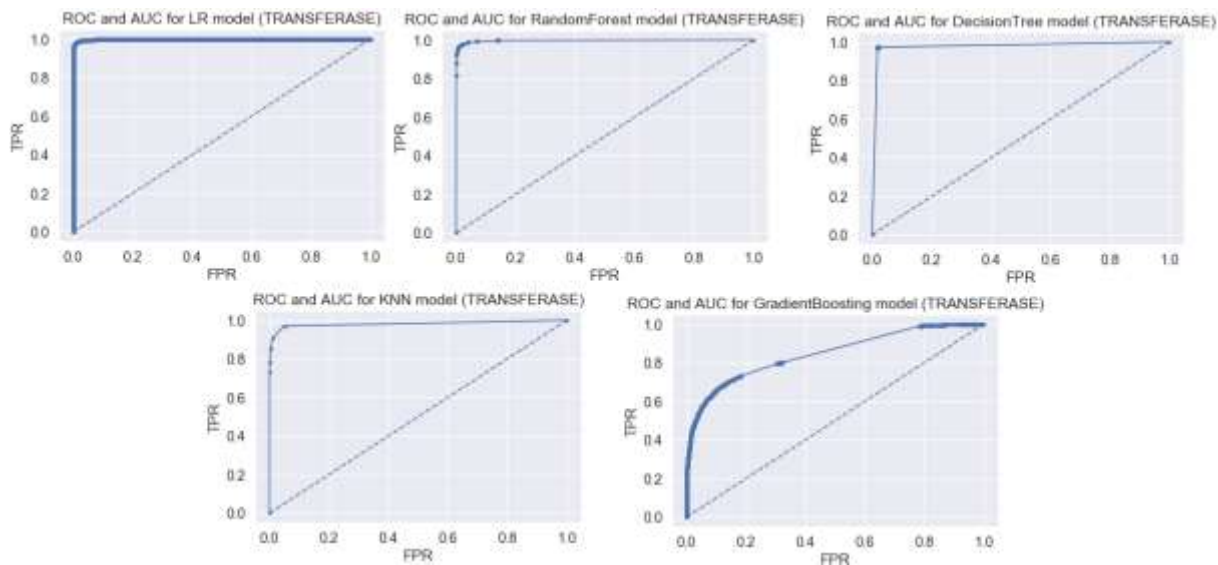 ROC and AUC for LR model (TRANSFERASE)
1.0
0.8
0.6
0.4
0.2
0.0
TPR
0.0 0.2 0.4 0.6 0.8 1.0
FPR
ROC and AUC for RandomForest model (TRANSFERASE)
1.0
0.8
0.6
0.4
0.2
0.0
TPR
0.0 0.2 0.4 0.6 0.8 1.0
FPR
ROC and AUC for DecisionTree model (TRANSFERASE)
1.0
0.8
0.6
0.4
0.2
0.0
TPR
0.0 0.2 0.4 0.6 0.8 1.0
FPR
ROC and AUC for KNN model (TRANSFERASE)
1.0
0.8
0.6
0.4
0.2
0.0
TPR
0.0 0.2 0.4 0.6 0.8 1.0
FPR
ROC and AUC for GradientBoosting model (TRANSFERASE)
1.0
0.8
0.6
0.4
0.2
0.0
TPR
0.0 0.2 0.4 0.6 0.8 1.0
FPR